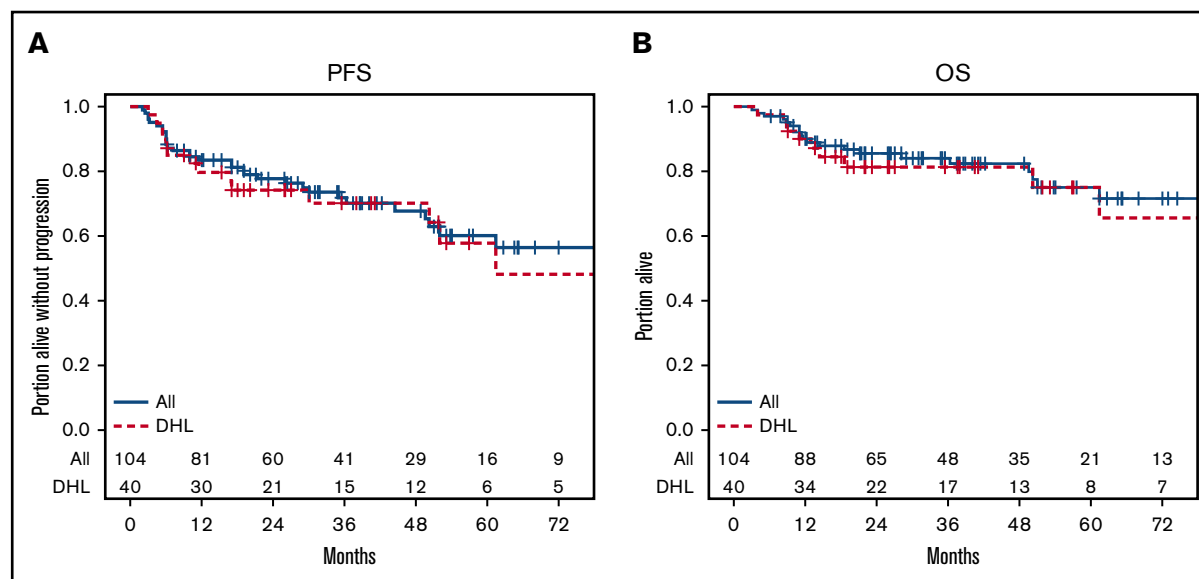 A
PFS
Portion alive without progression
1.0
0.8
0.6
0.4
0.2
0.0
All
DHL
All 104 81 60 41 29 16 9
DHL 40 30 21 15 12 6 5
0 12 24 36 48 60 72
Months
B
OS
Portion alive
1.0
0.8
0.6
0.4
0.2
0.0
All
DHL
All 104 88 65 48 35 21 13
DHL 40 34 22 17 13 8 7
0 12 24 36 48 60 72
Months